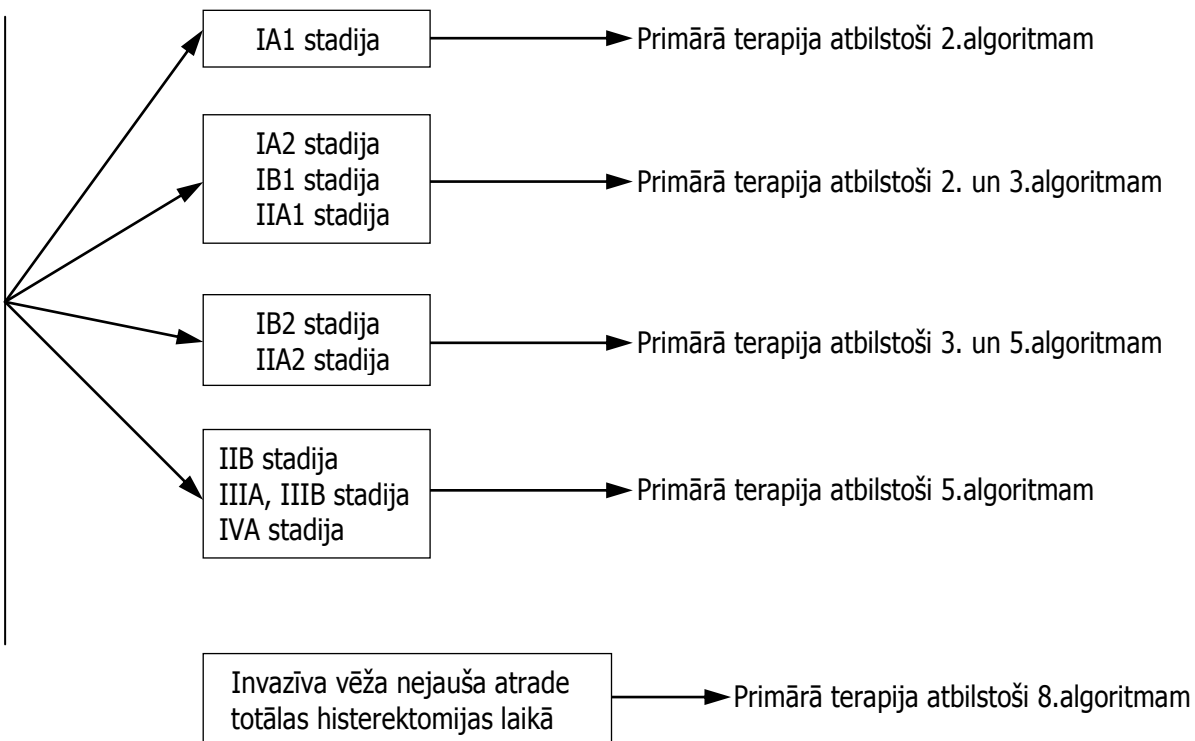 IA1 stadija
Primārā terapija atbilstoši 2.algoritmam
IA2 stadija
IB1 stadija
IIA1 stadija
Primārā terapija atbilstoši 2. un 3.algoritmam
IB2 stadija
IIA2 stadija
Primārā terapija atbilstoši 3. un 5.algoritmam
IIB stadija
IIIA, IIIB stadija
IVA stadija
Primārā terapija atbilstoši 5.algoritmam
Invazīva vēža nejauša atrade
totālas histerektomijas laikā
Primārā terapija atbilstoši 8.algoritmam